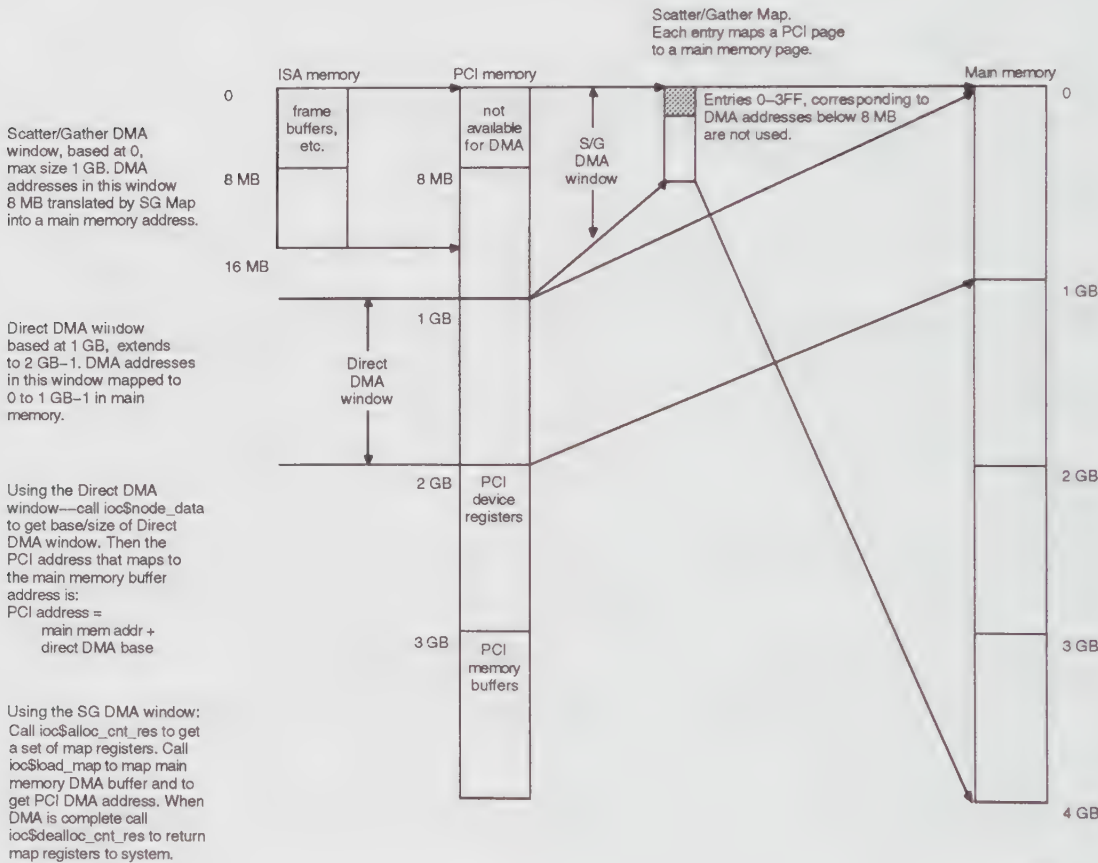 Scatter/Gather Map.
Each entry maps a PCI page
to a main memory page.
ISA memory
PCI memory
Main memory
0
frame
buffers,
etc.
not
available
for DMA
S/G
DMA
window
Entries 0–3FF, corresponding to
DMA addresses below 8 MB
are not used.
0
Scatter/Gather DMA
window, based at 0,
max size 1 GB. DMA
addresses in this window
8 MB translated by SG Map
into a main memory address.
8 MB
8 MB
16 MB
1 GB
1 GB
Direct DMA window
based at 1 GB, extends
to 2 GB–1. DMA addresses
in this window mapped to
0 to 1 GB–1 in main
memory.
Direct
DMA
window
2 GB
PCI
device
registers
2 GB
Using the Direct DMA
window––call ioc$node_data
to get base/size of Direct
DMA window. Then the
PCI address that maps to
the main memory buffer
address is:
PCI address =
main mem addr +
direct DMA base
3 GB
PCI
memory
buffers
3 GB
Using the SG DMA window:
Call ioc$alloc_cnt_res to get
a set of map registers. Call
ioc$load_map to map main
memory DMA buffer and to
get PCI DMA address. When
DMA is complete call
ioc$dealloc_cnt_res to return
map registers to system.
4 GB